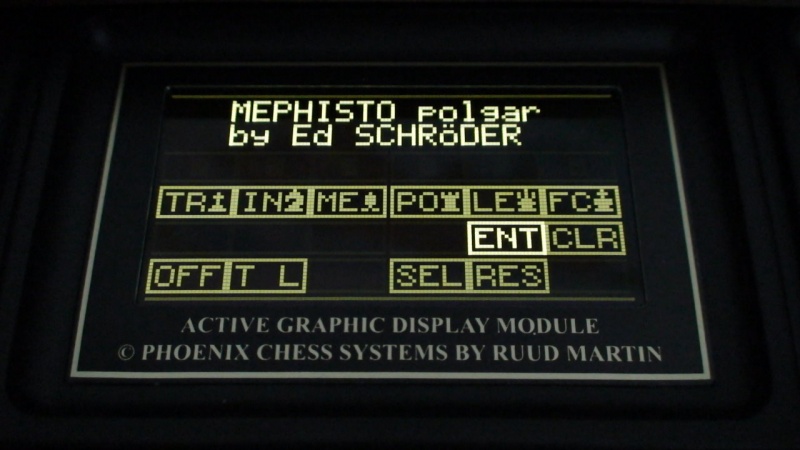 MEPHISTO polgar
by Ed SCHRöDER
TR IN ME PO LE FC
ENT CLR
OFF T L SEL RES
ACTIVE GRAPHIC DISPLAY MODULE
© PHOENIX CHESS SYSTEMS BY RUUD MARTIN